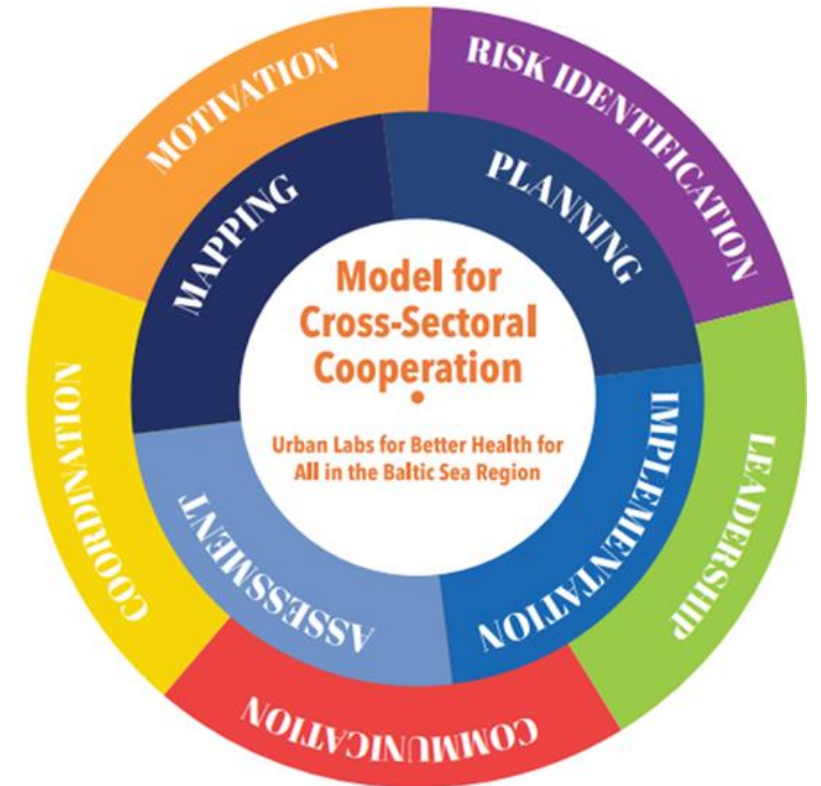 MOTIVATION
RISK IDENTIFICATION
LEADERSHIP
COMMUNICATION
COORDINATION
MAPPING
PLANNING
IMPLEMENTATION
ASSESSMENT
Model for
Cross-Sectoral
Cooperation
•
Urban Labs for Better Health for
All in the Baltic Sea Region